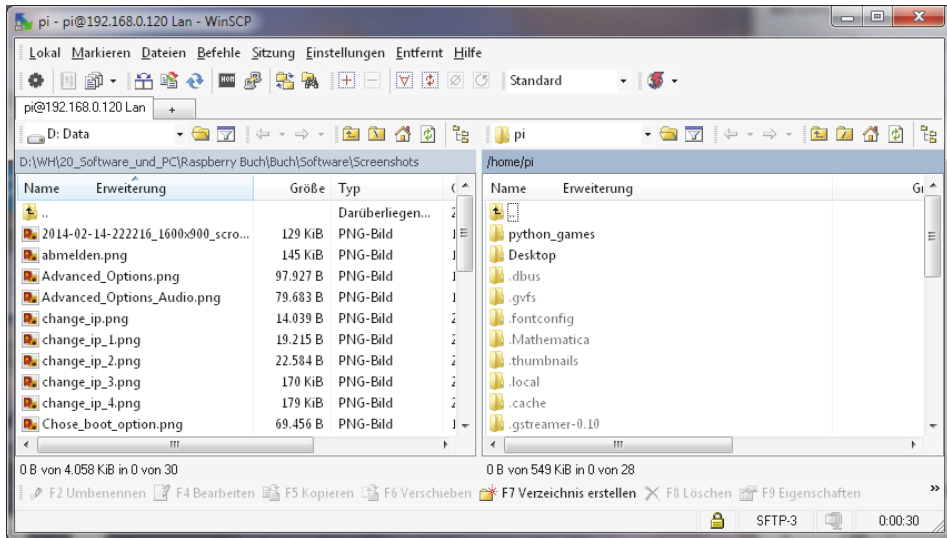 pi - pi@192.168.0.120 Lan - WinSCP
Lokal Markieren Dateien Befehle Sitzung Einstellungen Entfernt Hilfe
Standard
pi@192.168.0.120 Lan +
D: Data
pi
D:\WH\20_Software_und_PC\Raspberry Buch\Buch\Software\Screenshots
/home/pi
Name Erweiterung Größe Typ
Name Erweiterung
.. Darüberliegen...
2014-02-14-222216_1600x900_scro... 129 KiB PNG-Bild
abmelden.png 145 KiB PNG-Bild
Advanced_Options.png 97.927 B PNG-Bild
Advanced_Options_Audio.png 79.683 B PNG-Bild
change_ip.png 14.039 B PNG-Bild
change_ip_1.png 19.215 B PNG-Bild
change_ip_2.png 22.584 B PNG-Bild
change_ip_3.png 170 KiB PNG-Bild
change_ip_4.png 179 KiB PNG-Bild
Chose_boot_option.png 69.456 B PNG-Bild
..
python_games
Desktop
.dbus
.gvfs
.fontconfig
.Mathematica
.thumbnails
.local
.cache
.gstreamer-0.10
0 B von 4.058 KiB in 0 von 30
0 B von 549 KiB in 0 von 28
F2 Umbenennen F4 Bearbeiten F5 Kopieren F6 Verschieben F7 Verzeichnis erstellen F8 Löschen F9 Eigenschaften
SFTP-3 0:00:30